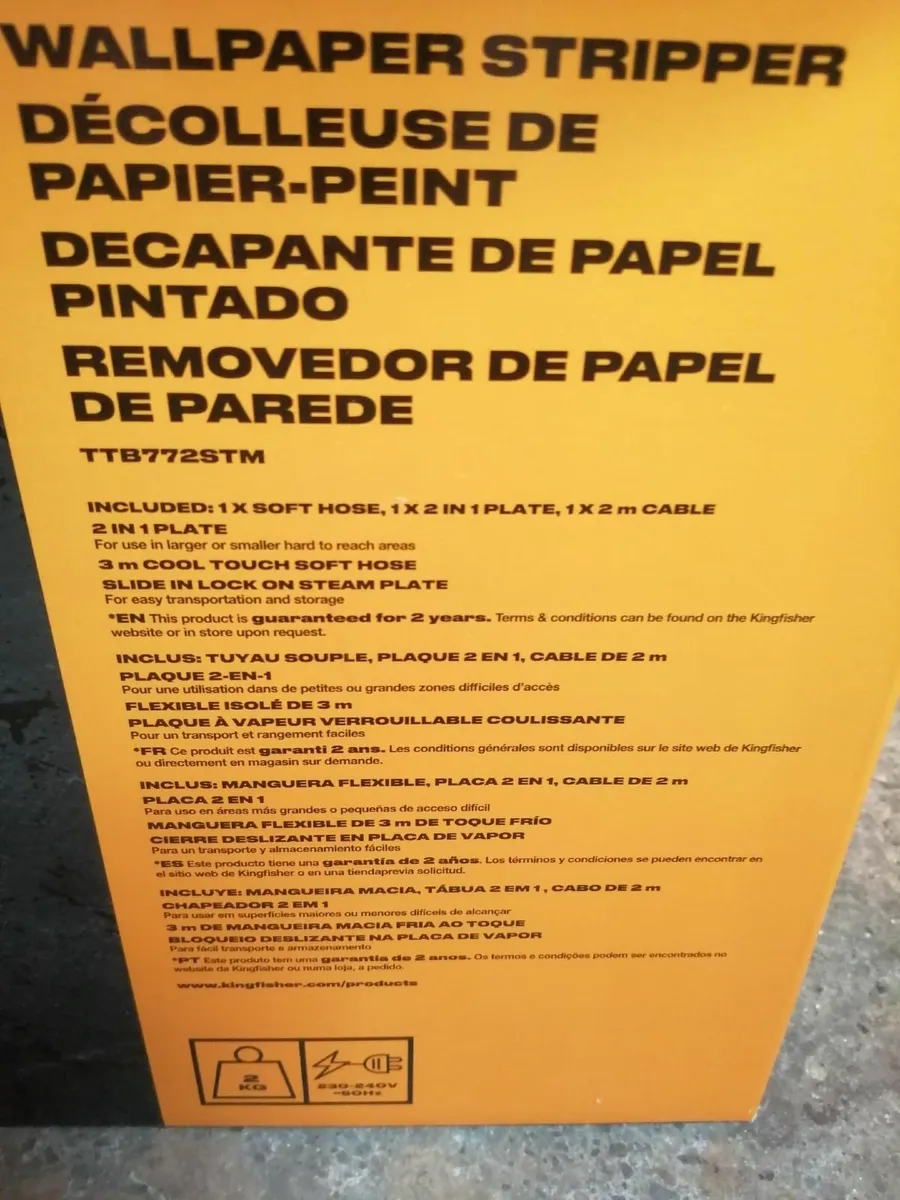 WALLPAPER STRIPPER
DÉCOLLEUSE DE
PAPIER-PEINT
DECAPANTE DE PAPEL
PINTADO
REMOVEDOR DE PAPEL
DE PAREDE
TTB772STM
INCLUDED: 1 X SOFT HOSE, 1 X 2 IN 1 PLATE, 1 X 2 m CABLE
2 IN 1 PLATE
For use in larger or smaller hard to reach areas
3 m COOL TOUCH SOFT HOSE
SLIDE IN LOCK ON STEAM PLATE
For easy transportation and storage
*EN This product is guaranteed for 2 years. Terms & conditions can be found on the Kingfisher
website or in store upon request.
INCLUS: TUYAU SOUPLE, PLAQUE 2 EN 1, CABLE DE 2 m
PLAQUE 2-EN-1
Pour une utilisation dans de petites ou grandes zones difficiles d'accès
FLEXIBLE ISOLÉ DE 3 m
PLAQUE À VAPEUR VERROUILLABLE COULISSANTE
Pour un transport et rangement faciles
*FR Ce produit est garanti 2 ans. Les conditions générales sont disponibles sur le site web de Kingfisher
ou directement en magasin sur demande.
INCLUS: MANGUERA FLEXIBLE, PLACA 2 EN 1, CABLE DE 2 m
PLACA 2 EN 1
Para uso en áreas más grandes o pequeñas de acceso difícil
MANGUERA FLEXIBLE DE 3 m DE TOQUE FRÍO
CIERRE DESLIZANTE EN PLACA DE VAPOR
Para un transporte y almacenamiento fáciles
*ES Este producto tiene una garantía de 2 años. Los términos y condiciones se pueden encontrar en
el sitio web de Kingfisher o en una tiendaprevia solicitud.
INCLUYE: MANGUEIRA MACIA, TÁBUA 2 EM 1, CABO DE 2 m
CHAPEADOR 2 EM 1
Para usar em superfícies maiores ou menores difíceis de alcançar
3 m DE MANGUEIRA MACIA FRIA AO TOQUE
BLOQUEIO DESLIZANTE NA PLACA DE VAPOR
Para fácil transporte e armazenamento
*PT Este produto tem uma garantia de 2 anos. Os termos e condições podem ser encontrados no
website da Kingfisher ou numa loja, a pedido.
www.kingfisher.com/products
2
KG
230-240V
~50Hz